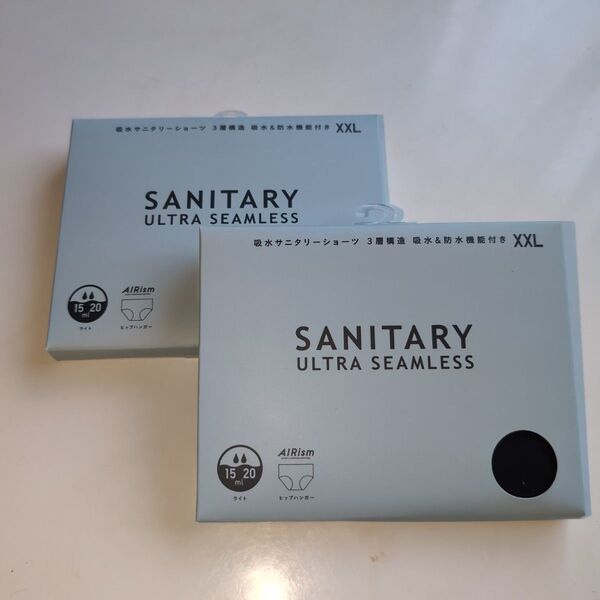 吸水サニタリーショーツ 3層構造 吸水&防水機能付き XXL
SANITARY
ULTRA SEAMLESS
15 20
ml
ライト
AIRism
ヒップハンガー
吸水サニタリーショーツ 3層構造 吸水&防水機能付き XXL
SANITARY
ULTRA SEAMLESS
15 20
ml
ライト
AIRism
ヒップハンガー